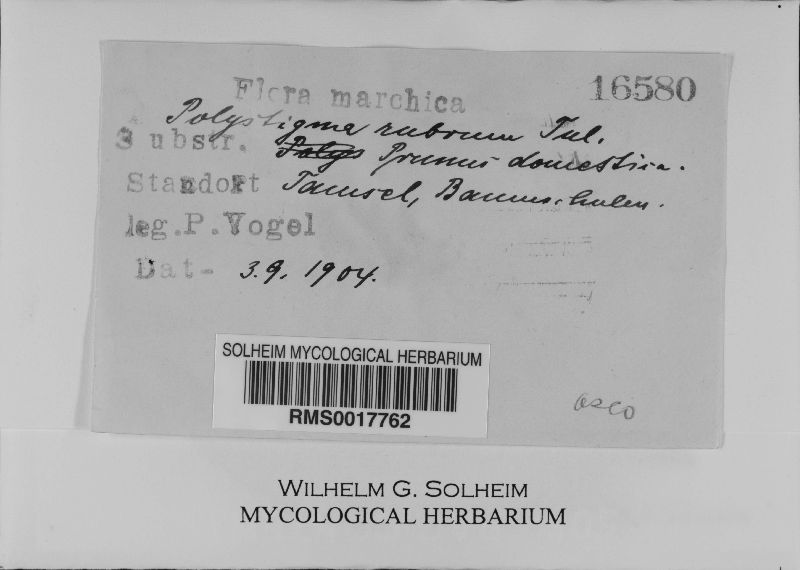 Flora marchica
16580
Polystigma rubrum Tul.
Substr. Polys Prunus domestica.
Standort Tamsel, Baumschulen.
leg. P. Vogel
Dat- 3.9. 1904.
SOLHEIM MYCOLOGICAL HERBARIUM
RMS0017762
asco
WILHELM G. SOLHEIM
MYCOLOGICAL HERBARIUM